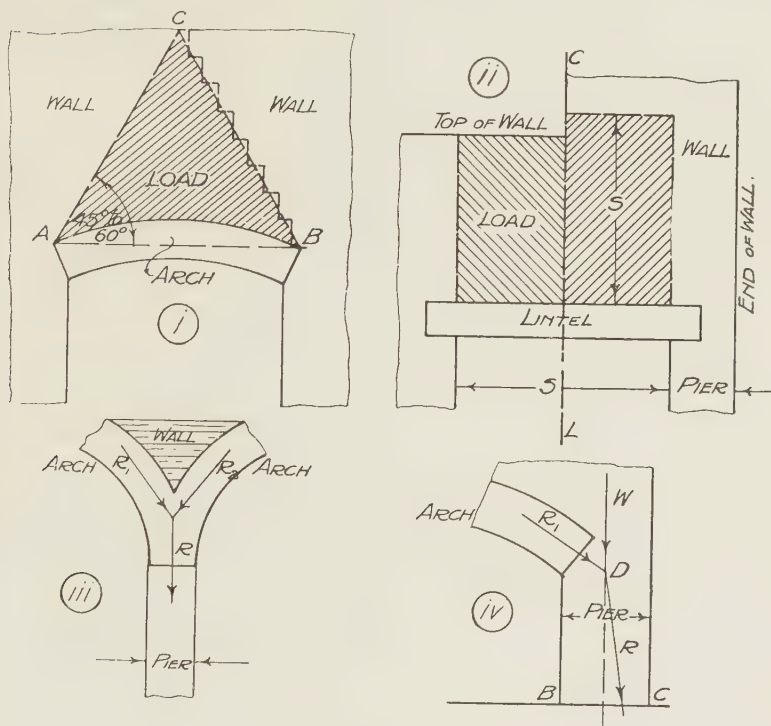 C
WALL
WALL
LOAD
45° to
60°
A
B
ARCH
i
ii
C
TOP OF WALL
WALL
LOAD
S
END OF WALL.
LINTEL
S
PIER
L
WALL
ARCH
R1
R2
ARCH
R
iii
PIER
ARCH
R1
W
D
PIER
iv
R
B
C